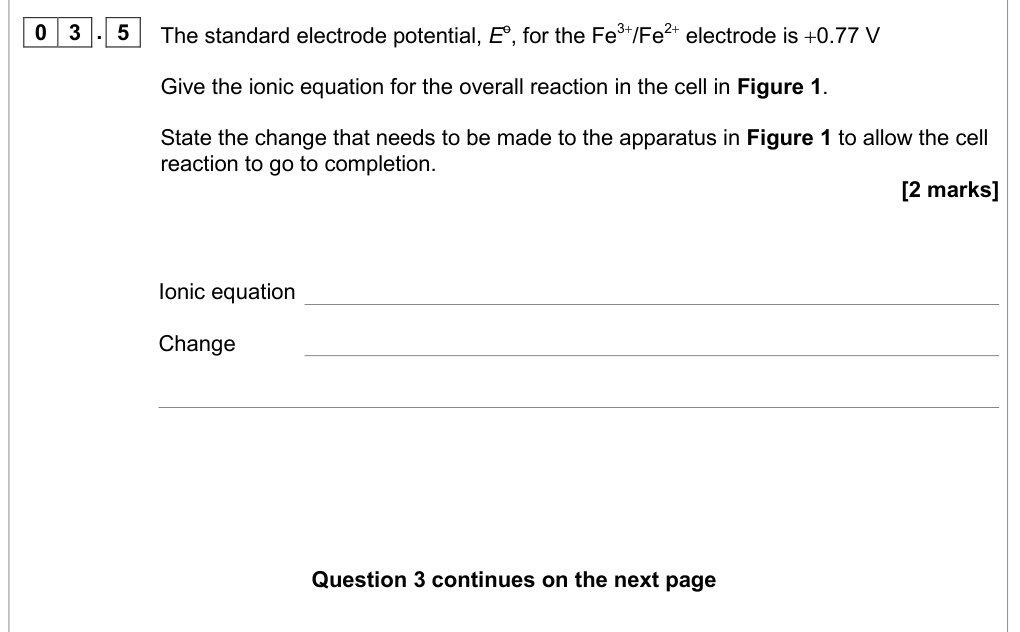 03.5 The standard electrode potential, E⦵, for the Fe³⁺/Fe²⁺ electrode is +0.77 V
Give the ionic equation for the overall reaction in the cell in Figure 1.
State the change that needs to be made to the apparatus in Figure 1 to allow the cell
reaction to go to completion.
[2 marks]
Ionic equation
Change
Question 3 continues on the next page